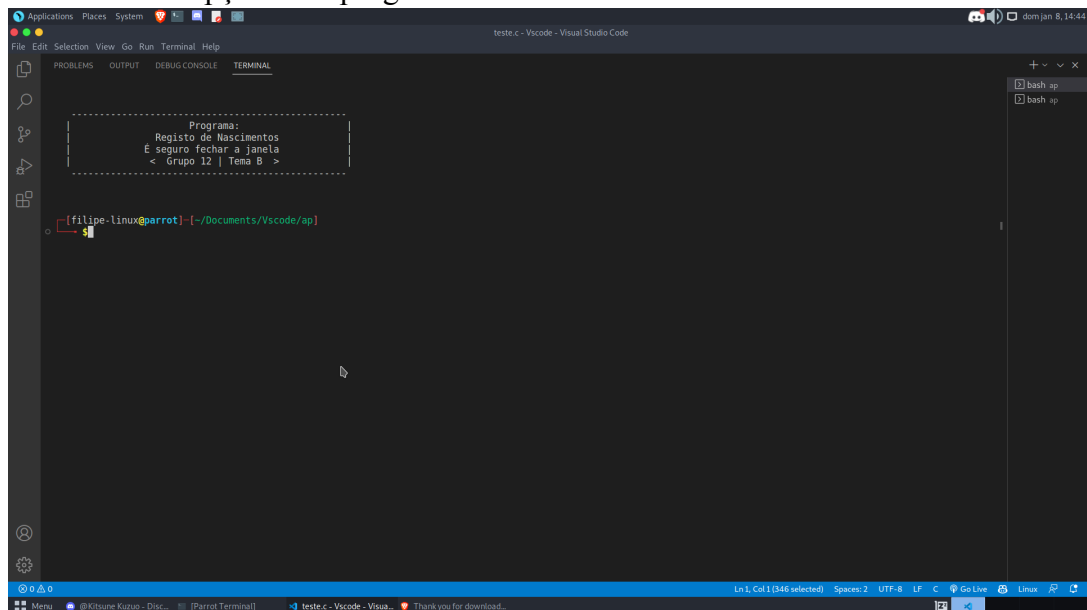 Applications Places System
dom jan 8, 14:44
teste.c - Vscode - Visual Studio Code
File Edit Selection View Go Run Terminal Help
PROBLEMS OUTPUT DEBUG CONSOLE TERMINAL
bash ap
bash ap
-----------------------------------------------
| Programa: |
| Registo de Nascimentos |
| É seguro fechar a janela |
| < Grupo 12 | Tema B > |
-----------------------------------------------
[filipe-linux@parrot]-[~/Documents/Vscode/ap]
$
0 0
Ln 1, Col 1 (346 selected) Spaces: 2 UTF-8 LF C Go Live Linux
Menu @Kitsune Kuzuo - Disc... [Parrot Terminal] teste.c - Vscode - Visua... Thank you for download...